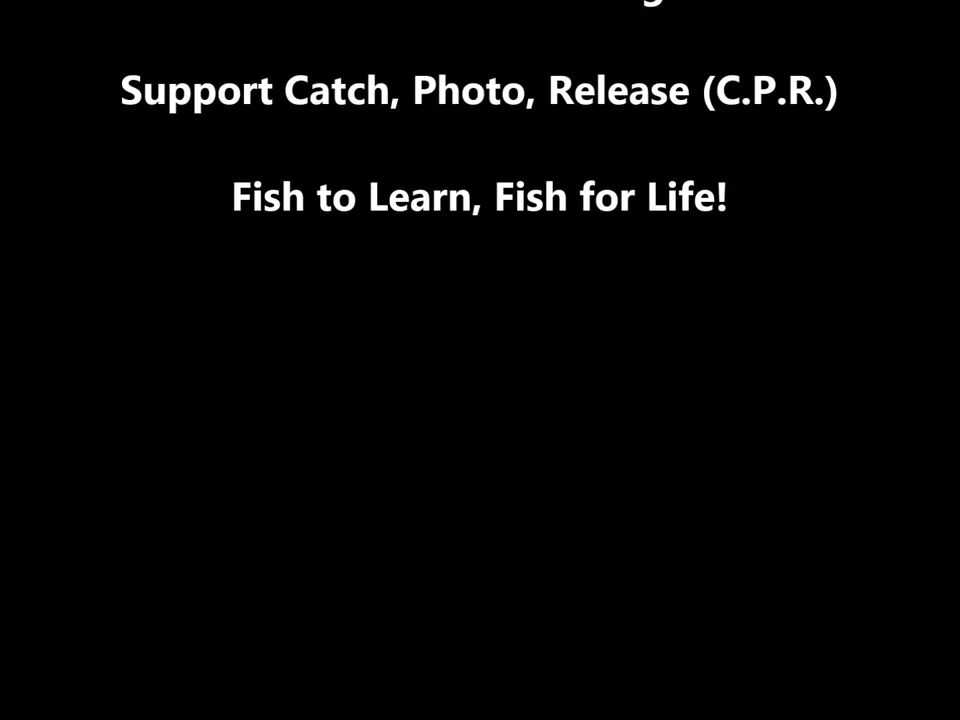 Support Catch, Photo, Release (C.P.R.)
Fish to Learn, Fish for Life!